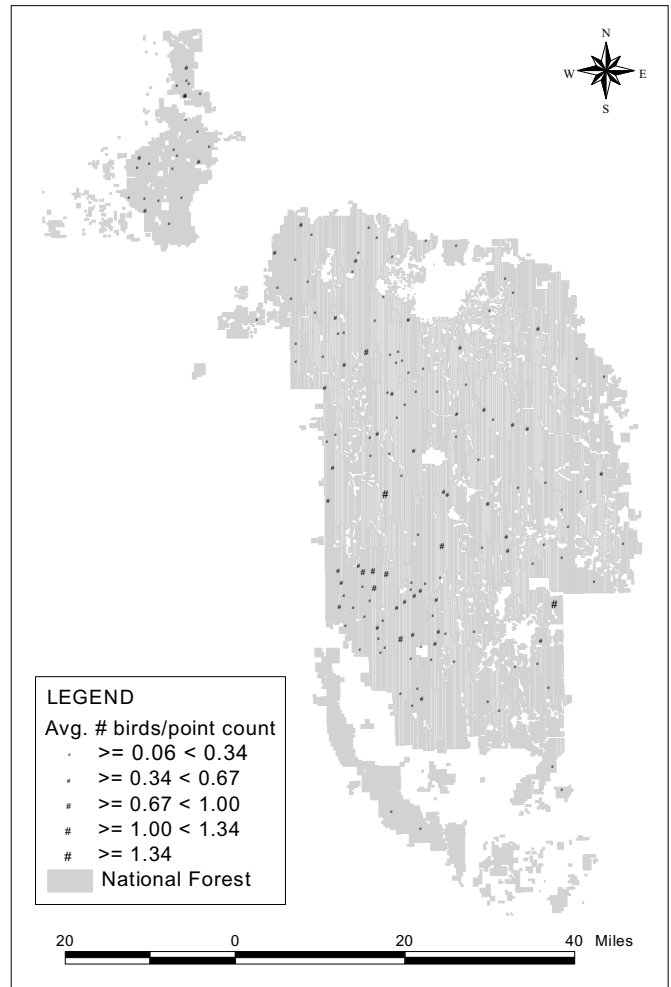 N
W E
S
LEGEND
Avg. # birds/point count
>= 0.06 < 0.34
>= 0.34 < 0.67
>= 0.67 < 1.00
# >= 1.00 < 1.34
# >= 1.34
National Forest
20 0 20 40 Miles